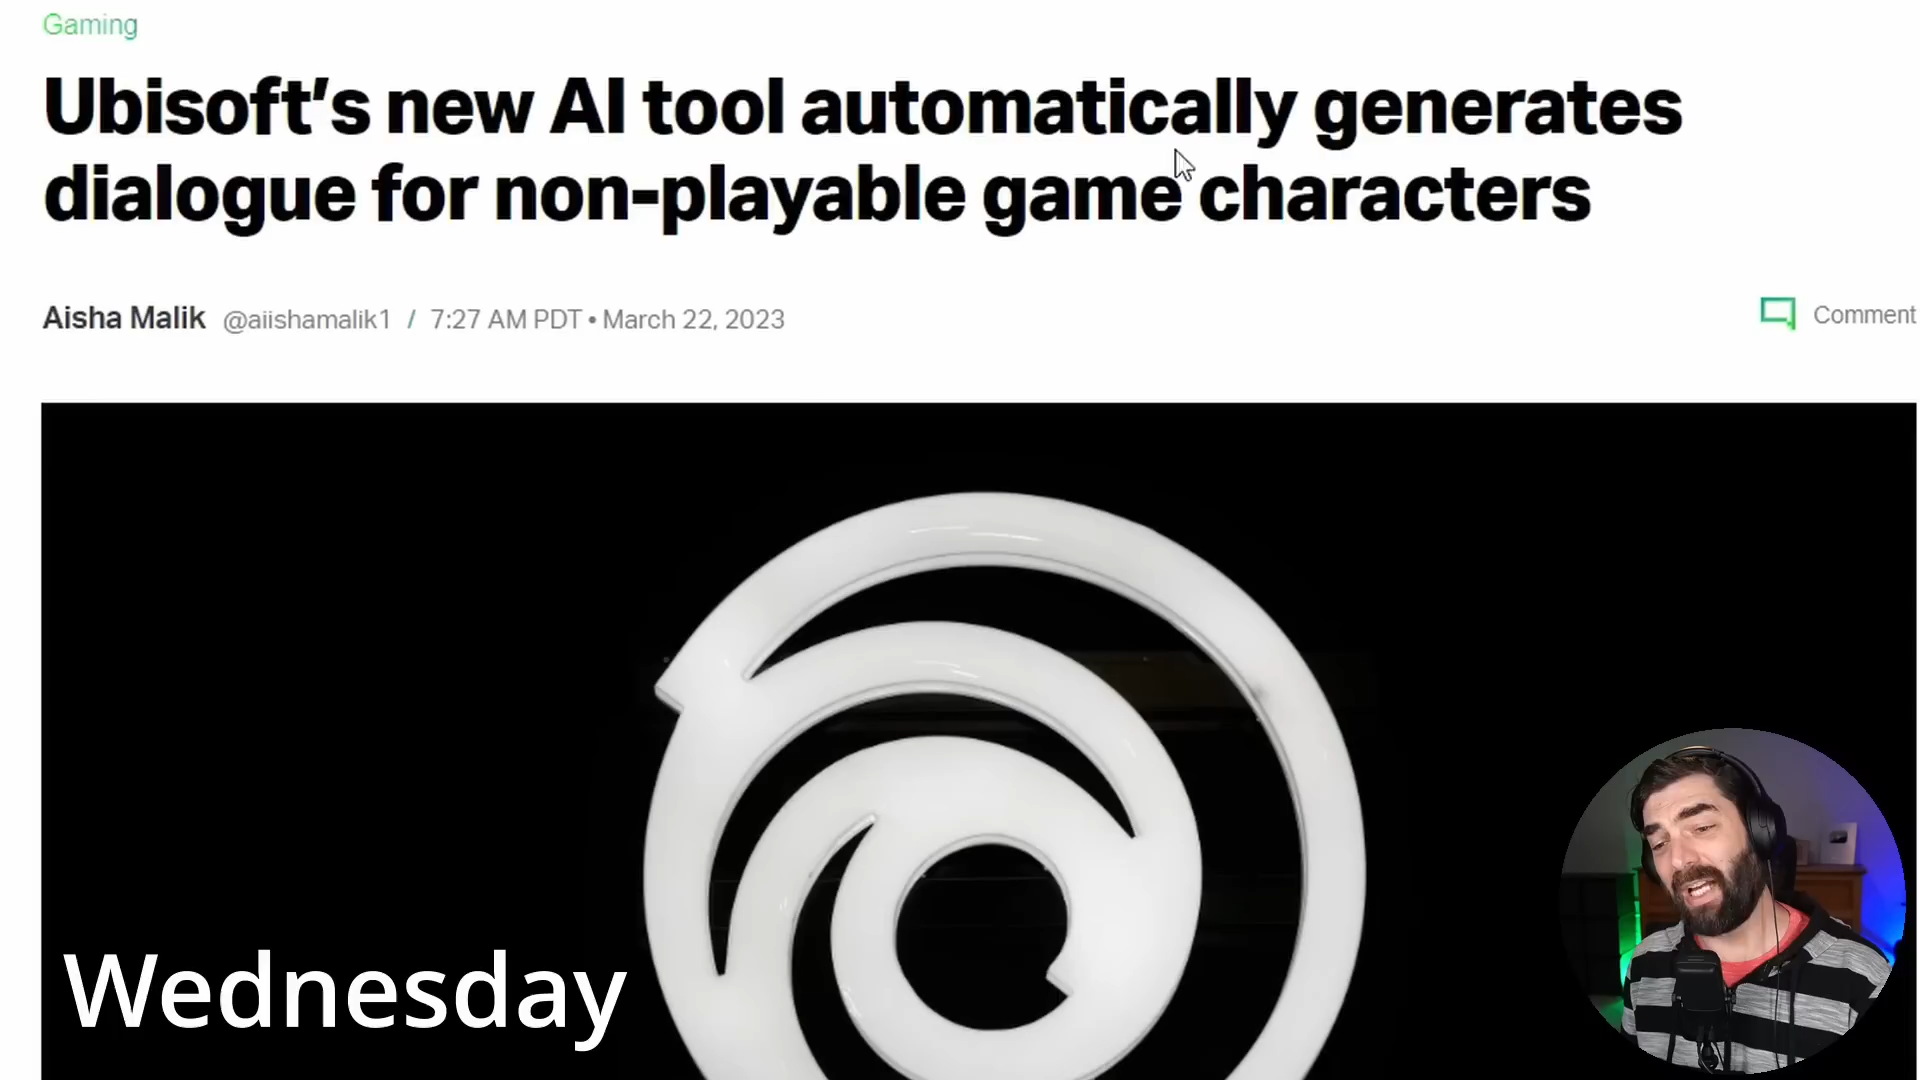 Gaming
Ubisoft’s new AI tool automatically generates
dialogue for non-playable game characters
Aisha Malik @aiishamalik1 / 7:27 AM PDT • March 22, 2023
Comment
Wednesday